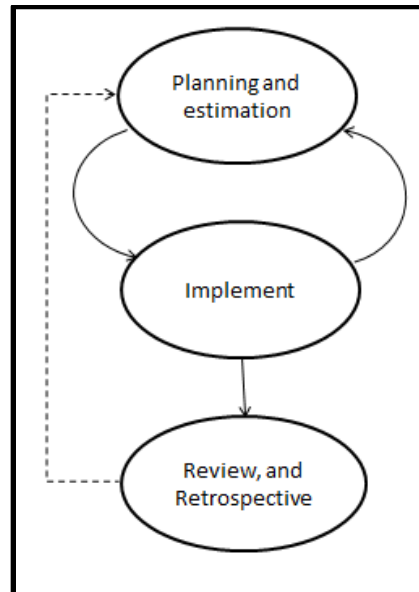 Planning and
estimation
Implement
Review, and
Retrospective